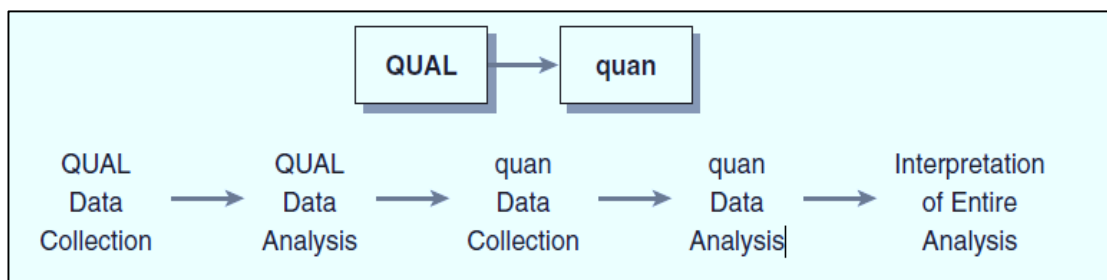 QUAL
quan
QUAL
Data
Collection
QUAL
Data
Analysis
quan
Data
Collection
quan
Data
Analysis
Interpretation
of Entire
Analysis